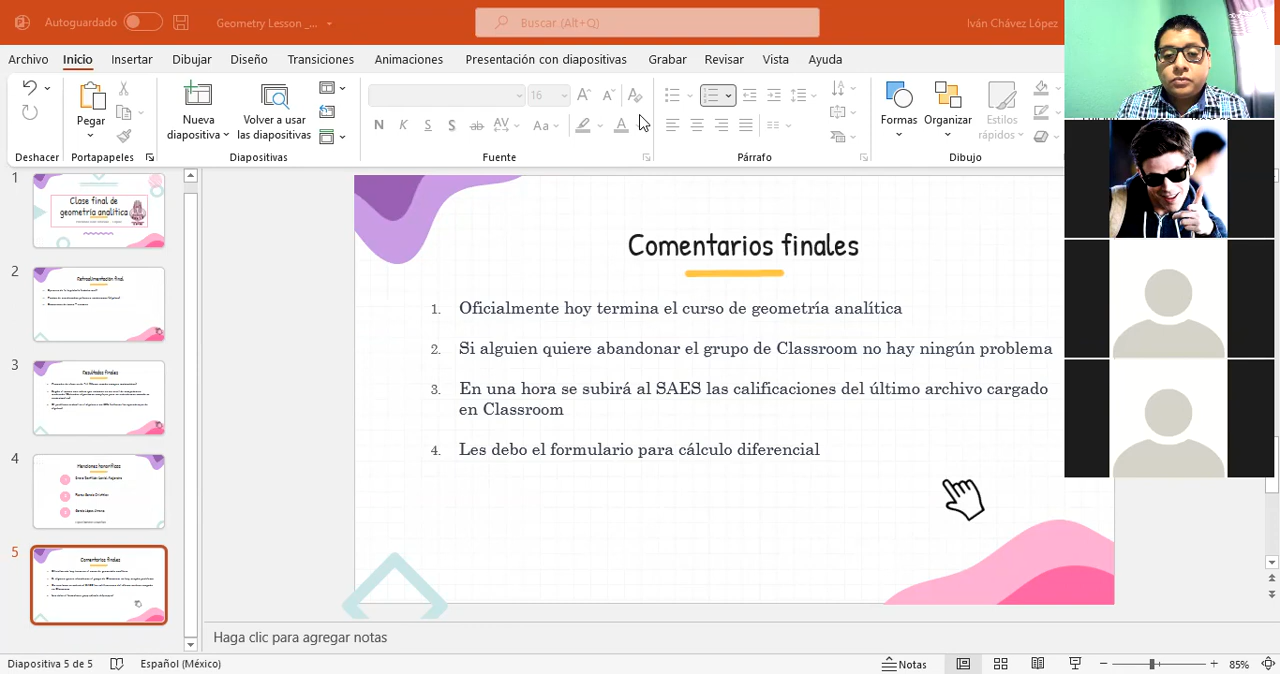 Autoguardado
Geometry Lesson _...
Buscar (Alt+Q)
Iván Chávez López
Archivo Inicio Insertar Dibujar Diseño Transiciones Animaciones Presentación con diapositivas Grabar Revisar Vista Ayuda
Pegar
Nueva diapositiva
Volver a usar las diapositivas
16
N K S S ab AV Aa A
Formas
Organizar
Estilos rápidos
Deshacer Portapapeles Diapositivas Fuente Párrafo Dibujo
1
Clase final de
geometría analítica
2
Retroalimentación final
3
Resultados finales
4
Menciones honoríficas
5
Comentarios finales
Comentarios finales
1. Oficialmente hoy termina el curso de geometría analítica
2. Si alguien quiere abandonar el grupo de Classroom no hay ningún problema
3. En una hora se subirá al SAES las calificaciones del último archivo cargado
en Classroom
4. Les debo el formulario para cálculo diferencial
Haga clic para agregar notas
Diapositiva 5 de 5 Español (México) Notas 85%